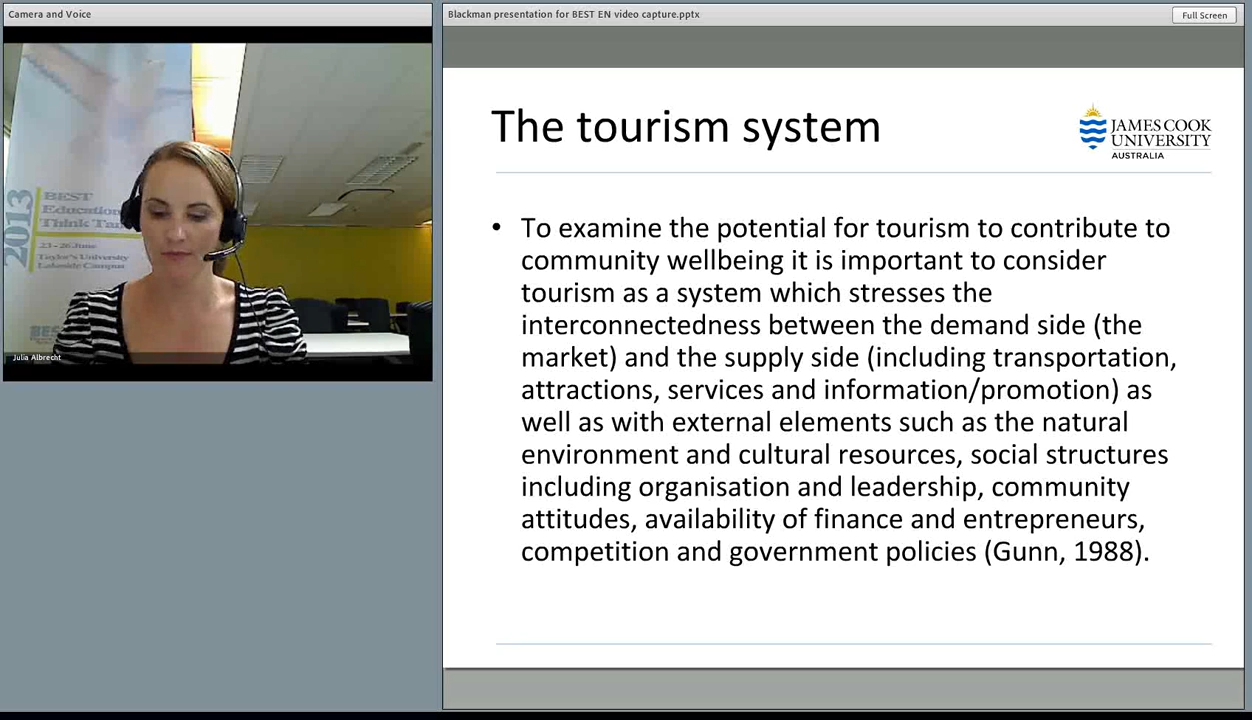 Camera and Voice
2013
BEST
Education
Think Ta
23 - 26 June
Taylor's University
Lakeside Campus
BES
Julia Albrecht
Blackman presentation for BEST EN video capture.pptx
Full Screen
The tourism system
JAMES COOK
UNIVERSITY
AUSTRALIA
• To examine the potential for tourism to contribute to
community wellbeing it is important to consider
tourism as a system which stresses the
interconnectedness between the demand side (the
market) and the supply side (including transportation,
attractions, services and information/promotion) as
well as with external elements such as the natural
environment and cultural resources, social structures
including organisation and leadership, community
attitudes, availability of finance and entrepreneurs,
competition and government policies (Gunn, 1988).